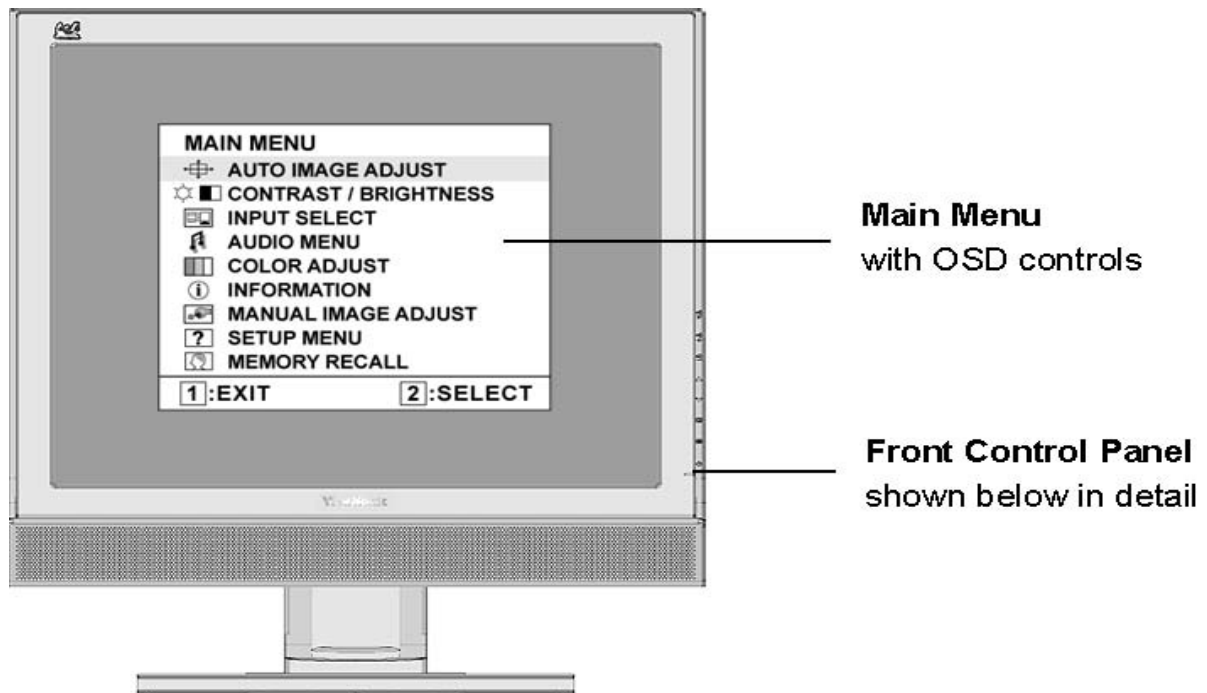 MAIN MENU
AUTO IMAGE ADJUST
CONTRAST / BRIGHTNESS
INPUT SELECT
AUDIO MENU
COLOR ADJUST
INFORMATION
MANUAL IMAGE ADJUST
SETUP MENU
MEMORY RECALL
1:EXIT 2:SELECT
ViewSonic
Main Menu
with OSD controls
Front Control Panel
shown below in detail